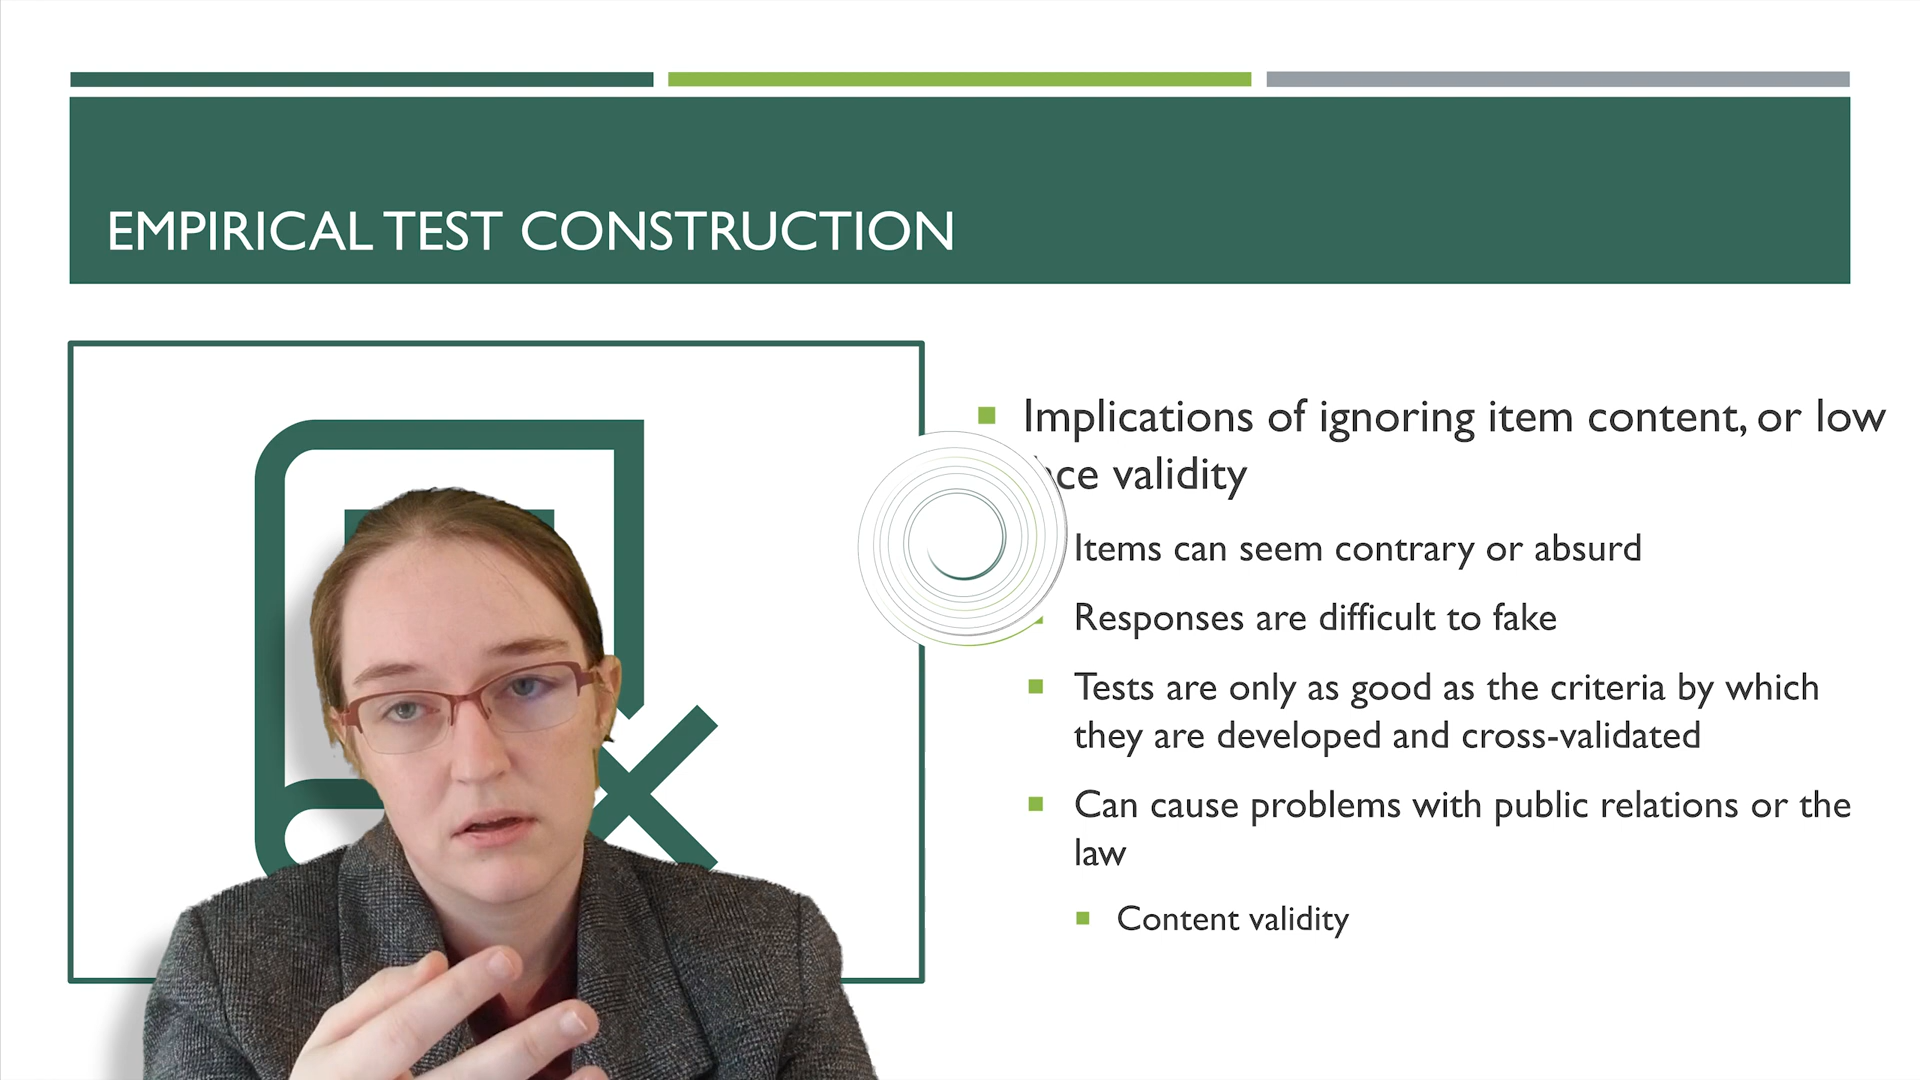 EMPIRICAL TEST CONSTRUCTION
Implications of ignoring item content, or low
validity
Items can seem contrary or absurd
Responses are difficult to fake
Tests are only as good as the criteria by which
they are developed and cross-validated
Can cause problems with public relations or the
law
Content validity